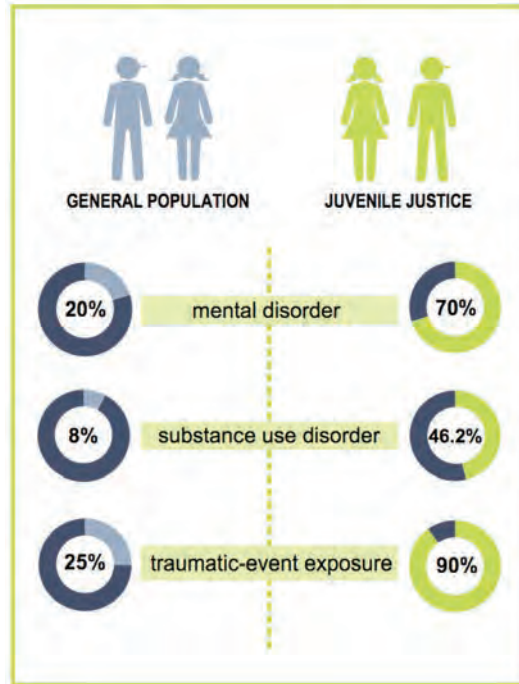 GENERAL POPULATION
JUVENILE JUSTICE
20%
mental disorder
70%
8%
substance use disorder
46.2%
25%
traumatic-event exposure
90%